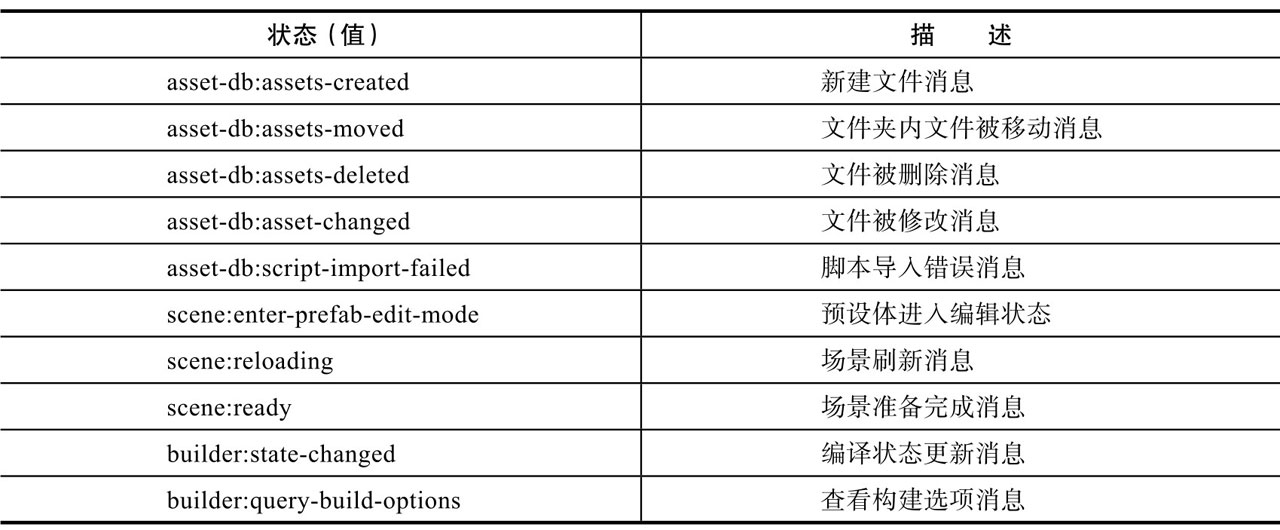 状态（值） 描 述
asset-db:assets-created 新建文件消息
asset-db:assets-moved 文件夹内文件被移动消息
asset-db:assets-deleted 文件被删除消息
asset-db:asset-changed 文件被修改消息
asset-db:script-import-failed 脚本导入错误消息
scene:enter-prefab-edit-mode 预设体进入编辑状态
scene:reloading 场景刷新消息
scene:ready 场景准备完成消息
builder:state-changed 编译状态更新消息
builder:query-build-options 查看构建选项消息